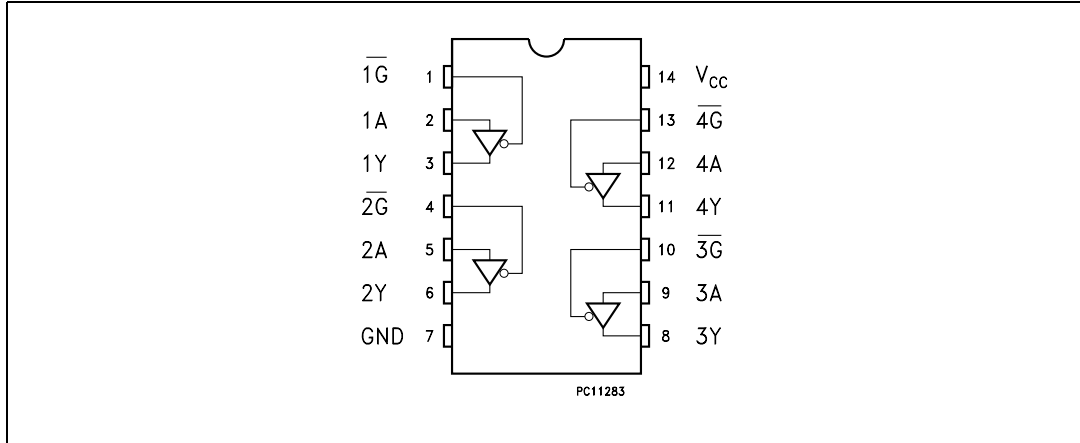 1G̅ 1 14 VCC
1A 2 13 4G̅
1Y 3 12 4A
2G̅ 4 11 4Y
2A 5 10 3G̅
2Y 6 9 3A
GND 7 8 3Y
PC11283